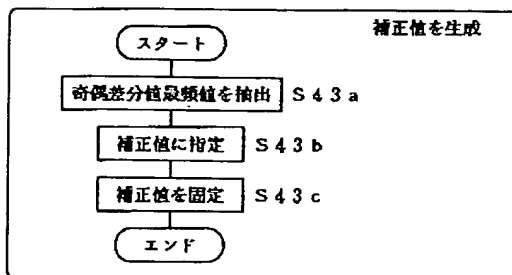 補正値を生成
スタート
奇偶差分値最頻値を抽出 S43a
補正値に指定 S43b
補正値を固定 S43c
エンド